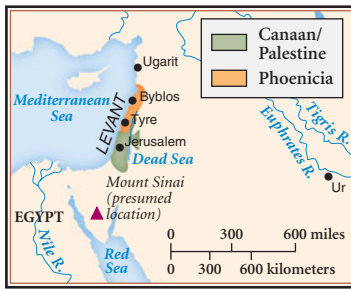 Canaan/
Palestine
Phoenicia
Ugarit
Mediterranean
Sea
Byblos
LEVANT
Tyre
Jerusalem
Dead Sea
Tigris R.
Euphrates R.
Ur
Mount Sinai
(presumed
location)
EGYPT
Nile R.
Red
Sea
0 300 600 miles
0 300 600 kilometers